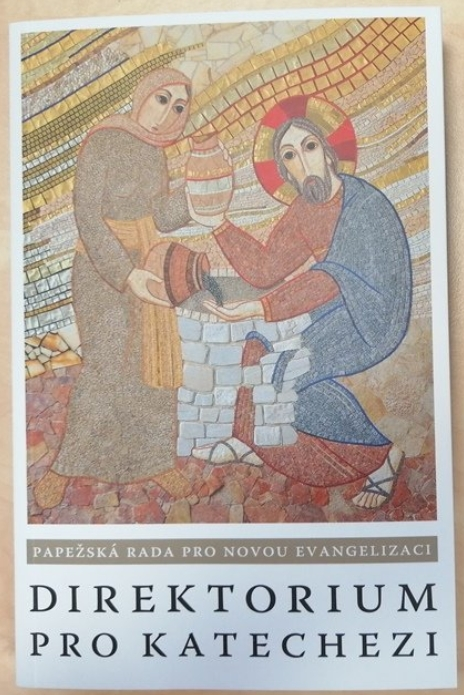 PAPEŽSKÁ RADA PRO NOVOU EVANGELIZACI
DIREKTORIUM
PRO KATECHEZI